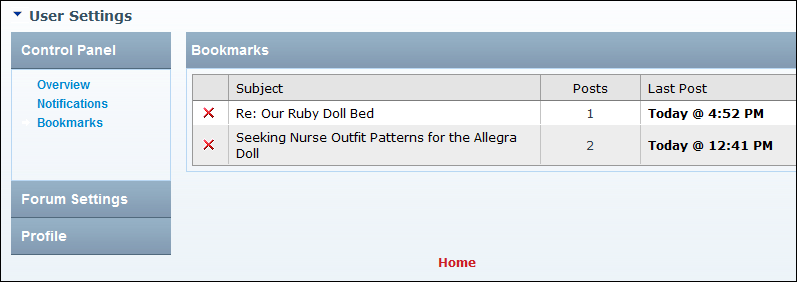 User Settings
Control Panel
Overview
Notifications
Bookmarks
Forum Settings
Profile
Bookmarks
Subject Posts Last Post
Re: Our Ruby Doll Bed 1 Today @ 4:52 PM
Seeking Nurse Outfit Patterns for the Allegra
Doll 2 Today @ 12:41 PM
Home